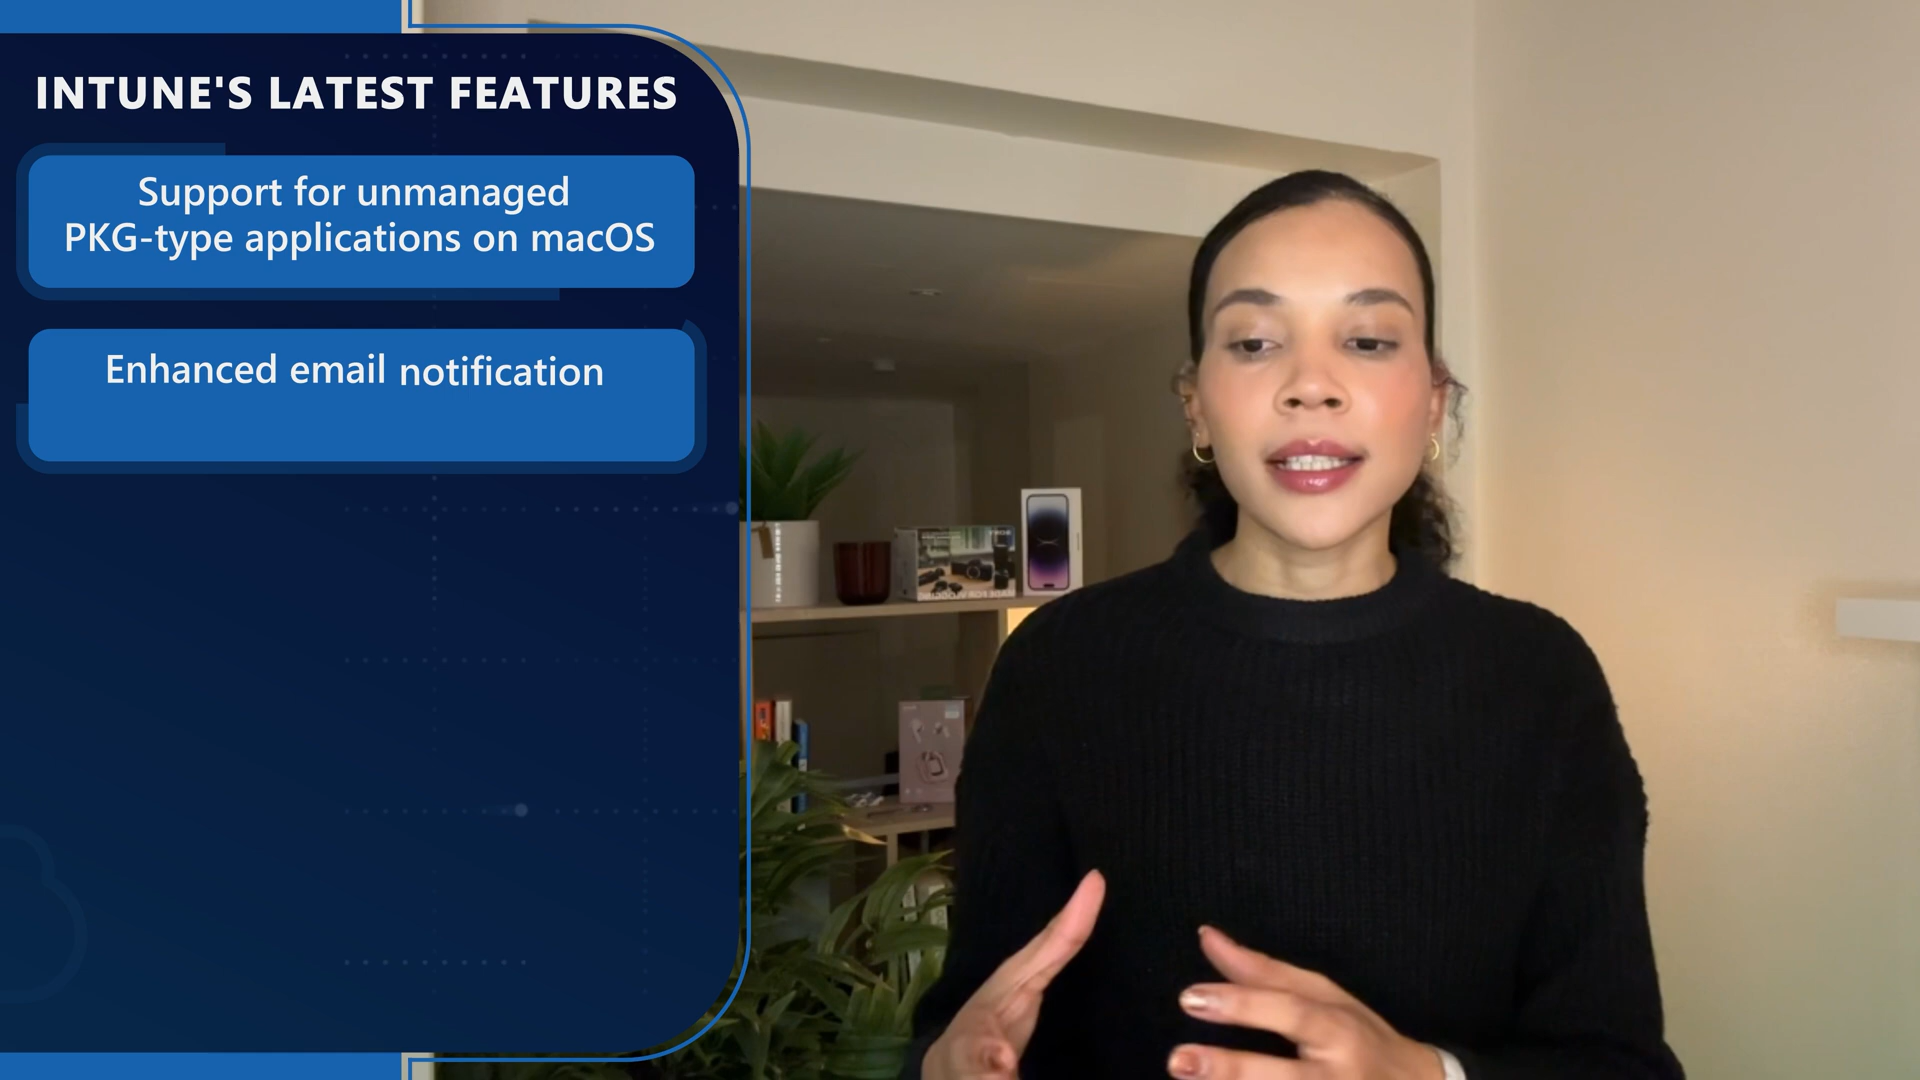 INTUNE'S LATEST FEATURES
Support for unmanaged
PKG-type applications on macOS
Enhanced email notification